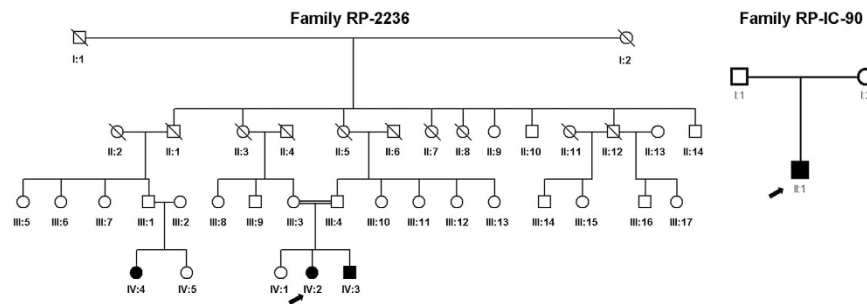 Family RP-2236
Family RP-IC-90
I:1
I:2
I:1
II:2
II:1
II:3
II:4
II:5
II:6
II:7
II:8
II:9
II:10
II:11
II:12
II:13
II:14
II:1
III:5
III:6
III:7
III:1
III:2
III:8
III:9
III:3
III:4
III:10
III:11
III:12
III:13
III:14
III:15
III:16
III:17
IV:4
IV:5
IV:1
IV:2
IV:3